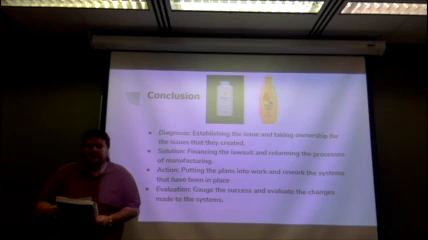 Conclusion
• Diagnosis: Establishing the issue and taking ownership for
the issues that they created.
• Solution: Financing the lawsuit and reforming the processes
of manufacturing.
• Action: Putting the plans into work and rework the systems
that have been in place
• Evaluation: Gauge the success and evaluate the changes
made to the systems.